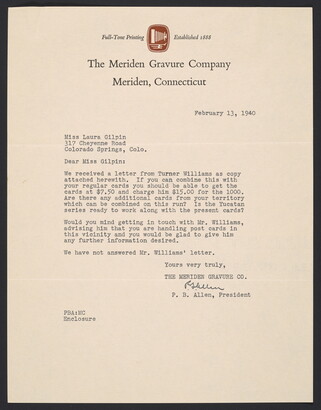 Full-Tone Printing Established 1888
The Meriden Gravure Company
Meriden, Connecticut
February 13, 1940
Miss Laura Gilpin
317 Cheyenne Road
Colorado Springs, Colo.
Dear Miss Gilpin:
We received a letter from Turner Williams as copy
attached herewith. If you can combine this with
your regular cards you should be able to get the
cards at $7.50 and charge him $15.00 for the 1000.
Are there any additional cards from your territory
which can be combined on this run? Is the Yucatan
series ready to work along with the present cards?
Would you mind getting in touch with Mr. Williams,
advising him that you are handling post cards in
this vicinity and you would be glad to give him
any further information desired.
We have not answered Mr. Williams' letter.
Yours very truly,
THE MERIDEN GRAVURE CO.
PBAllen
P. B. Allen, President
PBA:EC
Enclosure